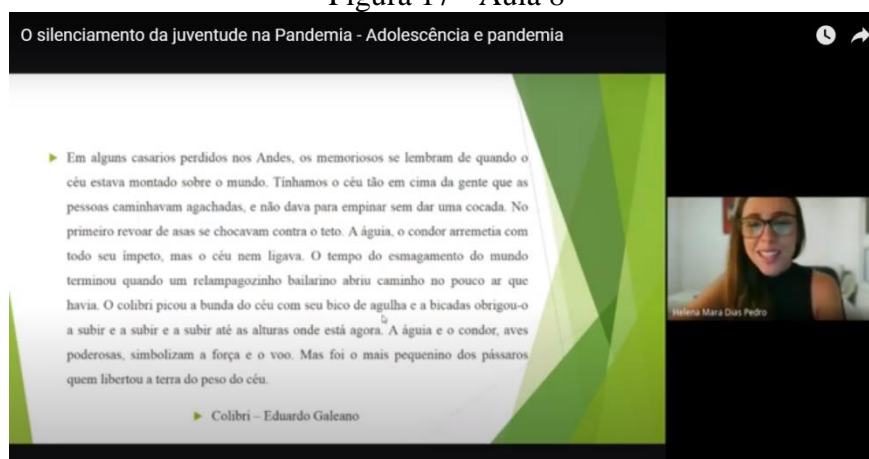 Figura 17 - Aula 8
O silenciamento da juventude na Pandemia - Adolescência e pandemia
Em alguns casarios perdidos nos Andes, os memoriosos se lembram de quando o
céu estava montado sobre o mundo. Tínhamos o céu tão em cima da gente que as
pessoas caminhavam agachadas, e não dava para empinar sem dar uma cocada. No
primeiro revoar de asas se chocavam contra o teto. A águia, o condor arremetia com
todo seu ímpeto, mas o céu nem ligava. O tempo do esmagamento do mundo
terminou quando um relampagozinho bailarino abriu caminho no pouco ar que
havia. O colibri picou a bunda do céu com seu bico de agulha e a bicadas obrigou-o
a subir e a subir e a subir até as alturas onde está agora. A águia e o condor, aves
poderosas, simbolizam a força e o voo. Mas foi o mais pequenino dos pássaros
quem libertou a terra do peso do céu.
Colibri – Eduardo Galeano
Helena Mara Dias Pedro